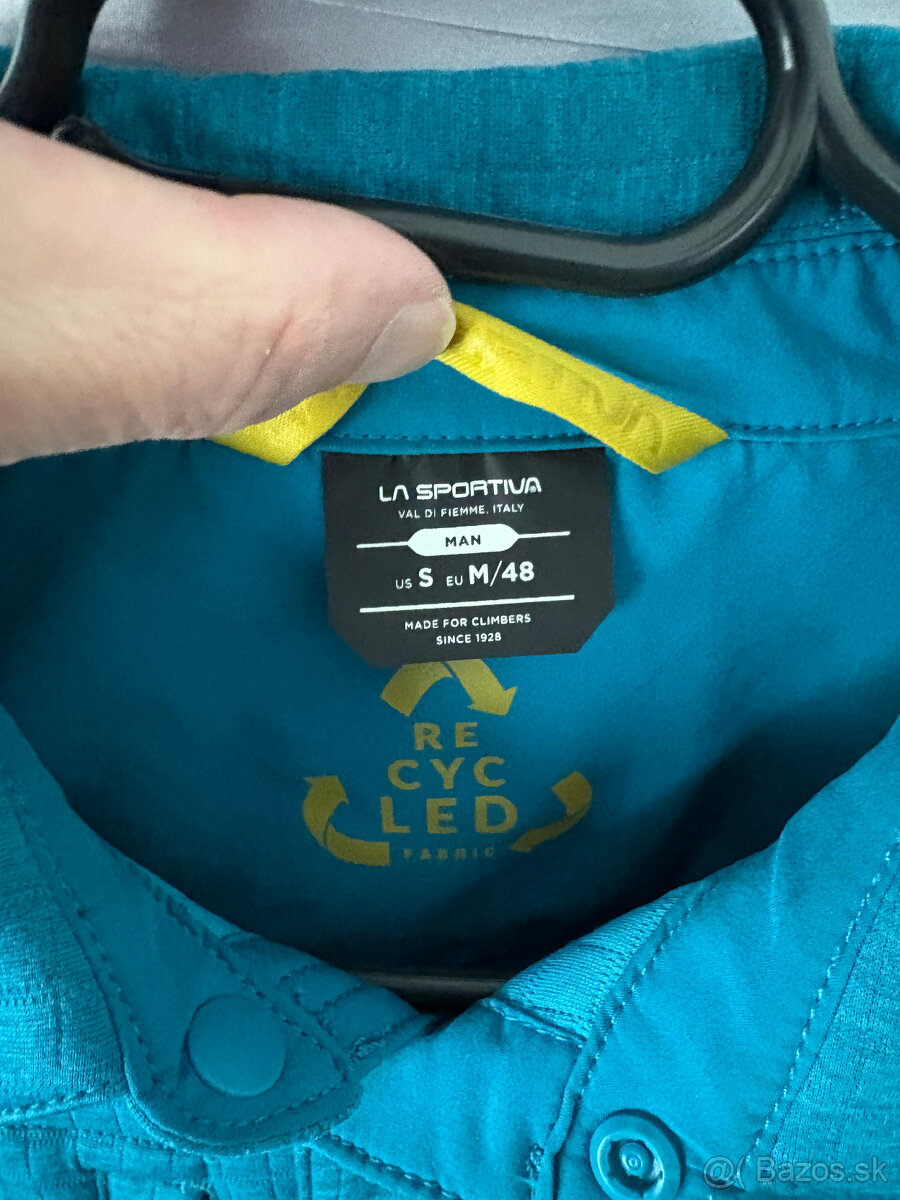 LA SPORTIVA
VAL DI FIEMME, ITALY
MAN
US S EU M/48
MADE FOR CLIMBERS
SINCE 1928
RE
CYC
LED
FABRIC
@Bazos.sk